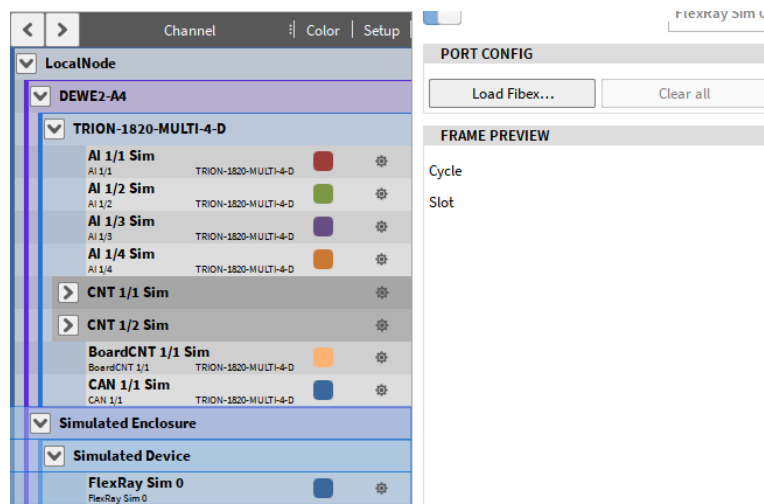 Channel Color Setup
LocalNode
DEWE2-A4
TRION-1820-MULTI-4-D
AI 1/1 Sim
AI 1/1 TRION-1820-MULTI-4-D
AI 1/2 Sim
AI 1/2 TRION-1820-MULTI-4-D
AI 1/3 Sim
AI 1/3 TRION-1820-MULTI-4-D
AI 1/4 Sim
AI 1/4 TRION-1820-MULTI-4-D
CNT 1/1 Sim
CNT 1/2 Sim
BoardCNT 1/1 Sim
BoardCNT 1/1 TRION-1820-MULTI-4-D
CAN 1/1 Sim
CAN 1/1 TRION-1820-MULTI-4-D
Simulated Enclosure
Simulated Device
FlexRay Sim 0
FlexRay Sim 0
FlexRay Sim 0
PORT CONFIG
Load Fibex... Clear all
FRAME PREVIEW
Cycle
Slot